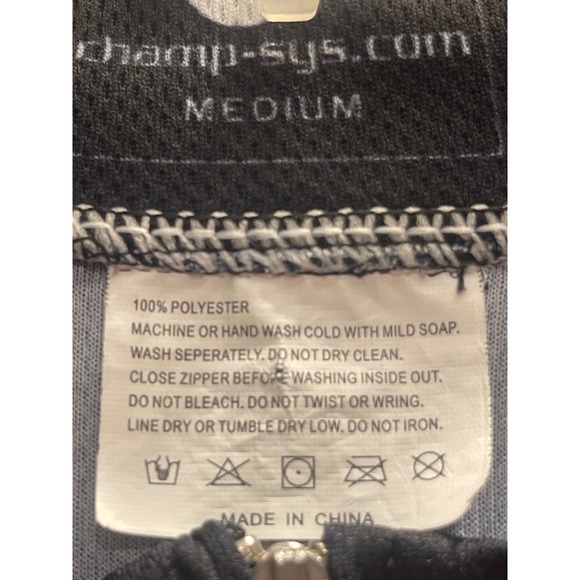 champ-sys.com
MEDIUM
100% POLYESTER
MACHINE OR HAND WASH COLD WITH MILD SOAP.
WASH SEPERATELY. DO NOT DRY CLEAN.
CLOSE ZIPPER BEFORE WASHING INSIDE OUT.
DO NOT BLEACH. DO NOT TWIST OR WRING.
LINE DRY OR TUMBLE DRY LOW. DO NOT IRON.
MADE IN CHINA